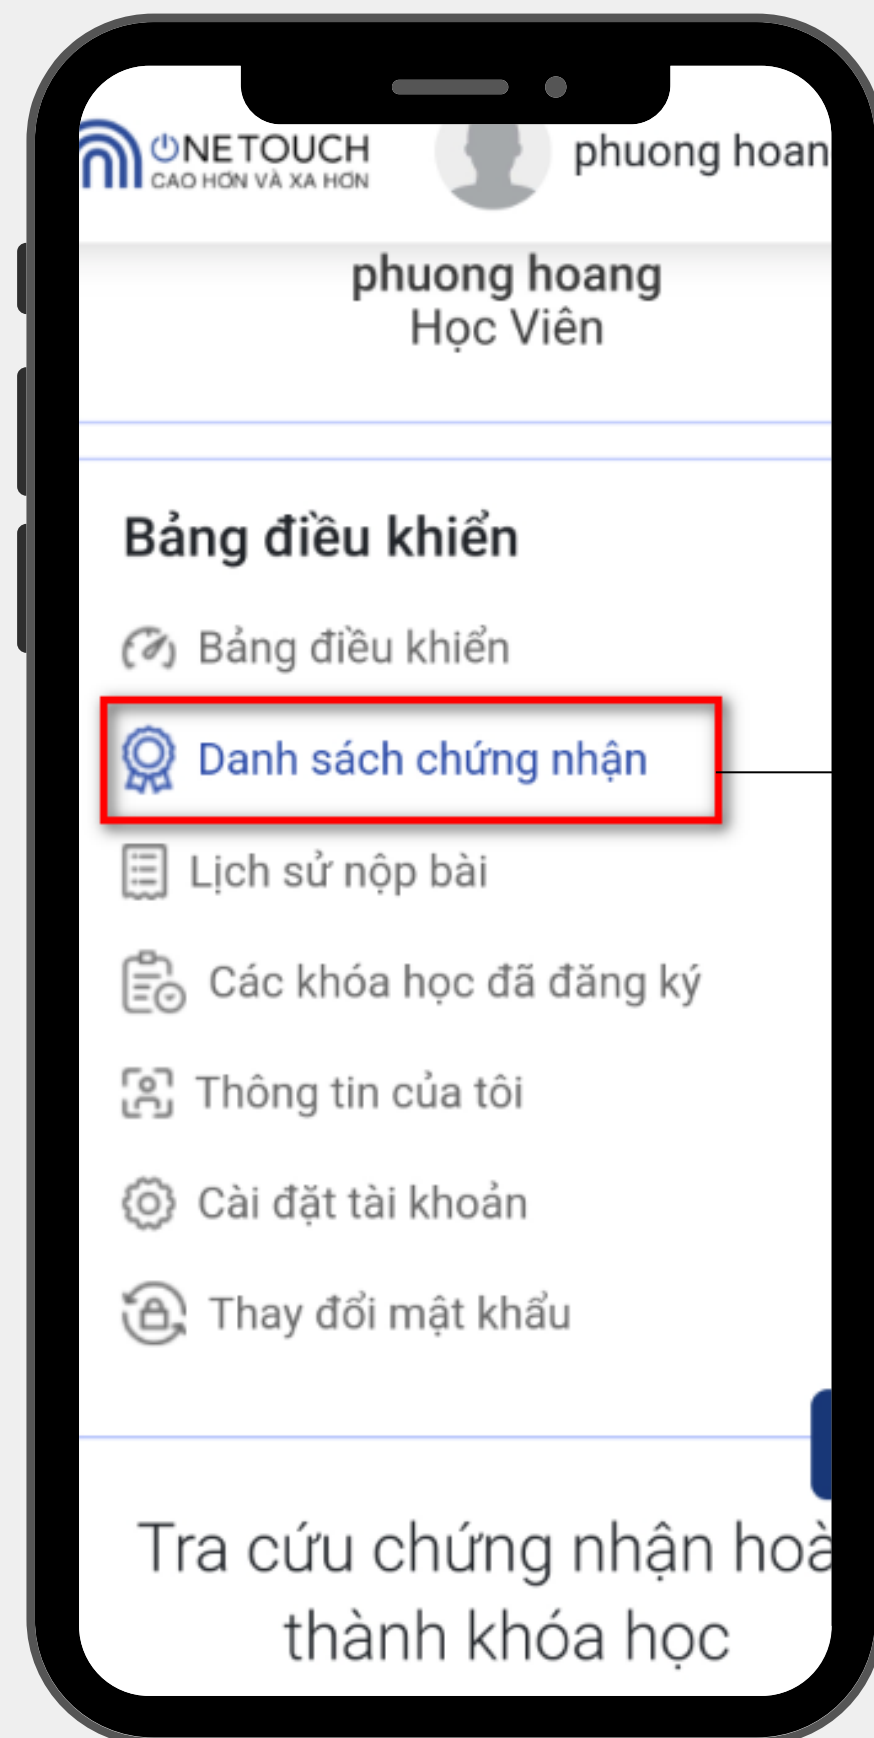 ONETOUCH
CAO HƠN VÀ XA HƠN
phuong hoan
phuong hoang
Học Viên
Bảng điều khiển
Bảng điều khiển
Danh sách chứng nhận
Lịch sử nộp bài
Các khóa học đã đăng ký
Thông tin của tôi
Cài đặt tài khoản
Thay đổi mật khẩu
Tra cứu chứng nhận hoà
thành khóa học